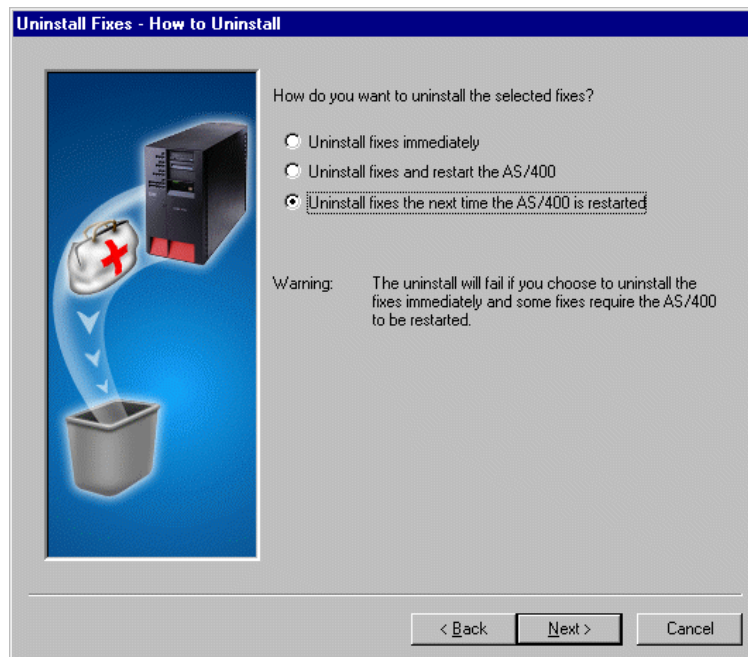 Uninstall Fixes - How to Uninstall
How do you want to uninstall the selected fixes?
Uninstall fixes immediately
Uninstall fixes and restart the AS/400
Uninstall fixes the next time the AS/400 is restarted
Warning: The uninstall will fail if you choose to uninstall the
fixes immediately and some fixes require the AS/400
to be restarted.
< Back
Next >
Cancel